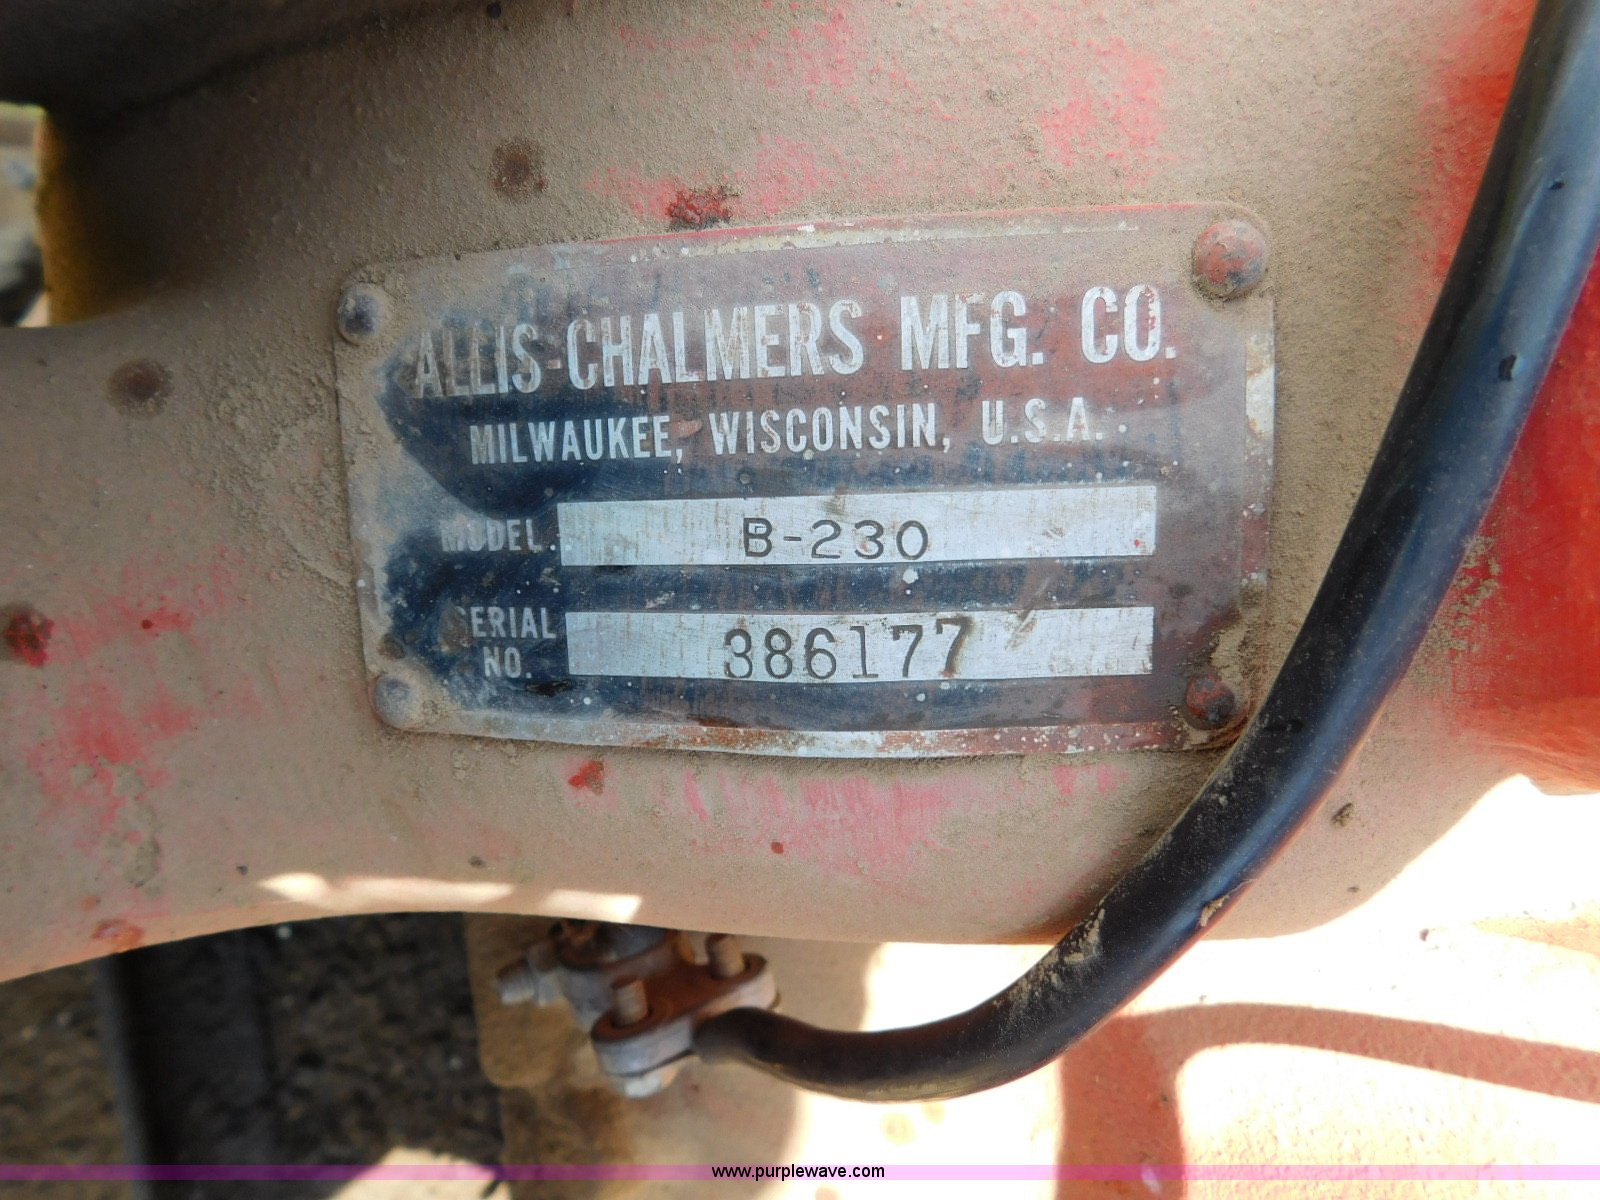 ALLIS-CHALMERS MFG. CO.
MILWAUKEE, WISCONSIN, U.S.A.
MODEL B-230
SERIAL NO. 386177
www.purplewave.com